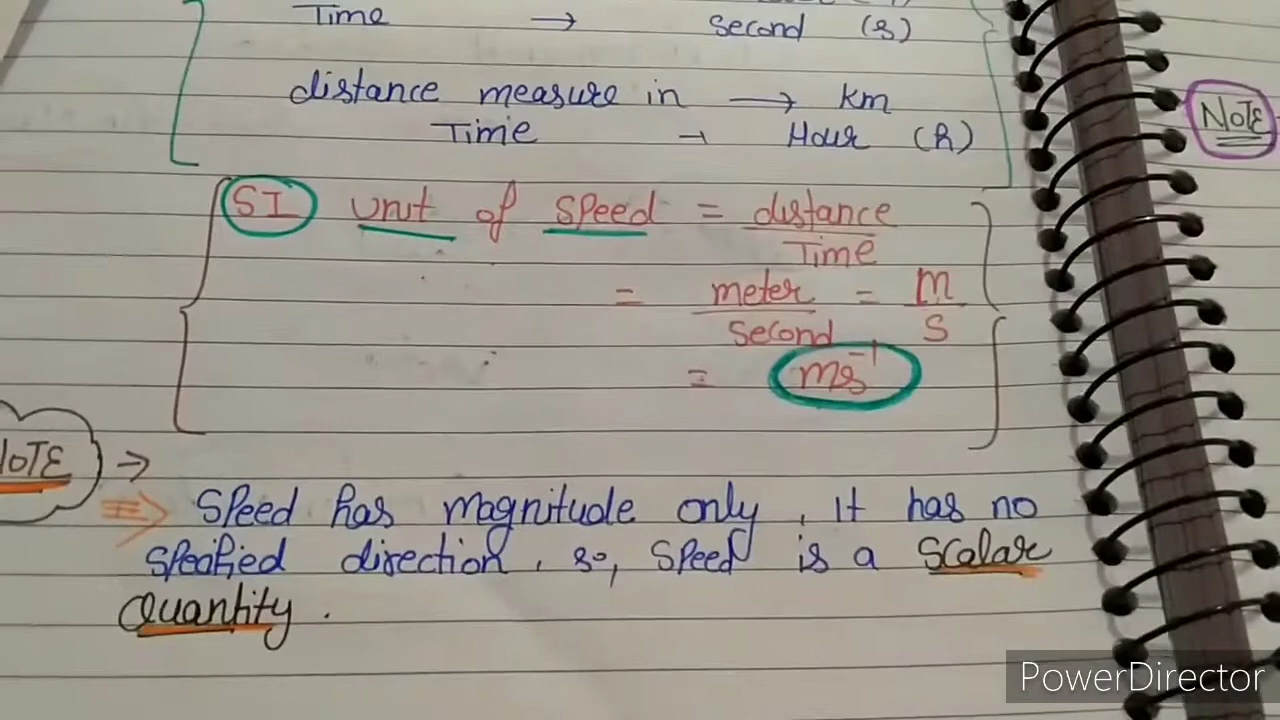 Time → Second (s)
distance measure in → km
Time → Hour (h)
NOTE
SI unit of speed = distance
Time
= meter = m
second s
= ms⁻¹
NOTE →
⇒ Speed has magnitude only, it has no
specified direction, so, speed is a scalar
Quantity.
PowerDirector